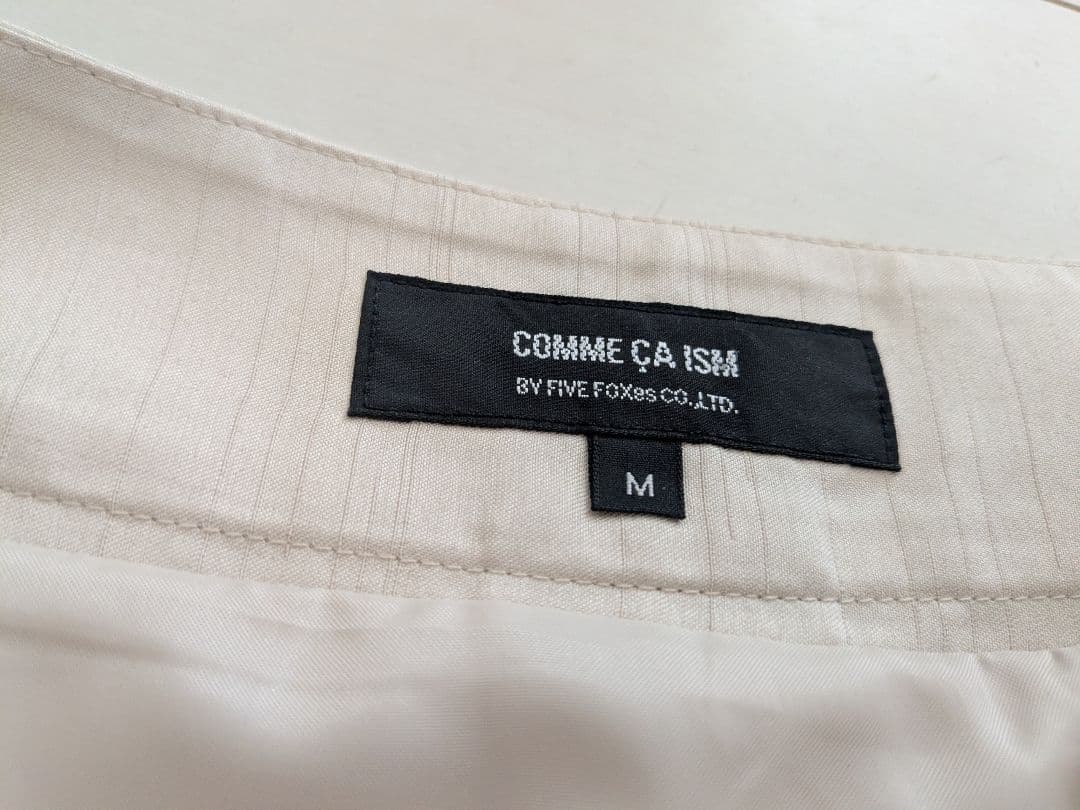 COMME ÇA ISM
BY FIVE FOXes CO.,LTD.
M